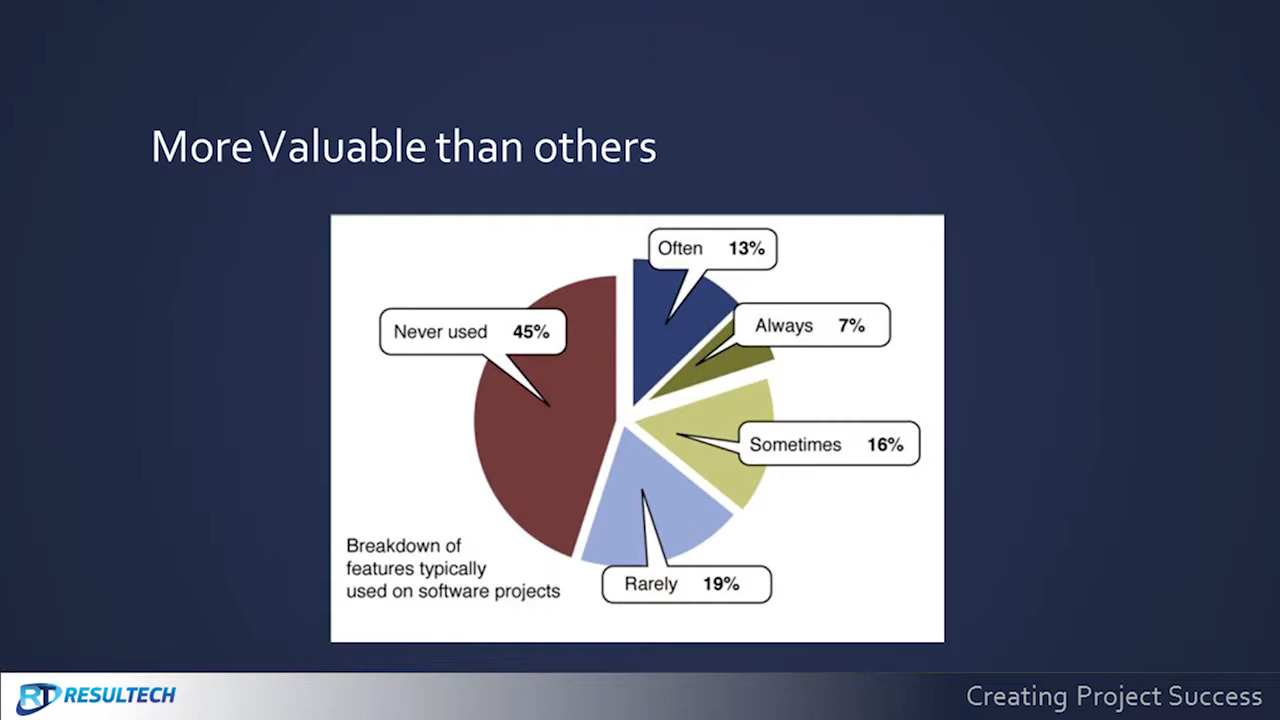 More Valuable than others
Often 13%
Never used 45%
Always 7%
Sometimes 16%
Rarely 19%
Breakdown of
features typically
used on software projects
RT RESULTECH
Creating Project Success